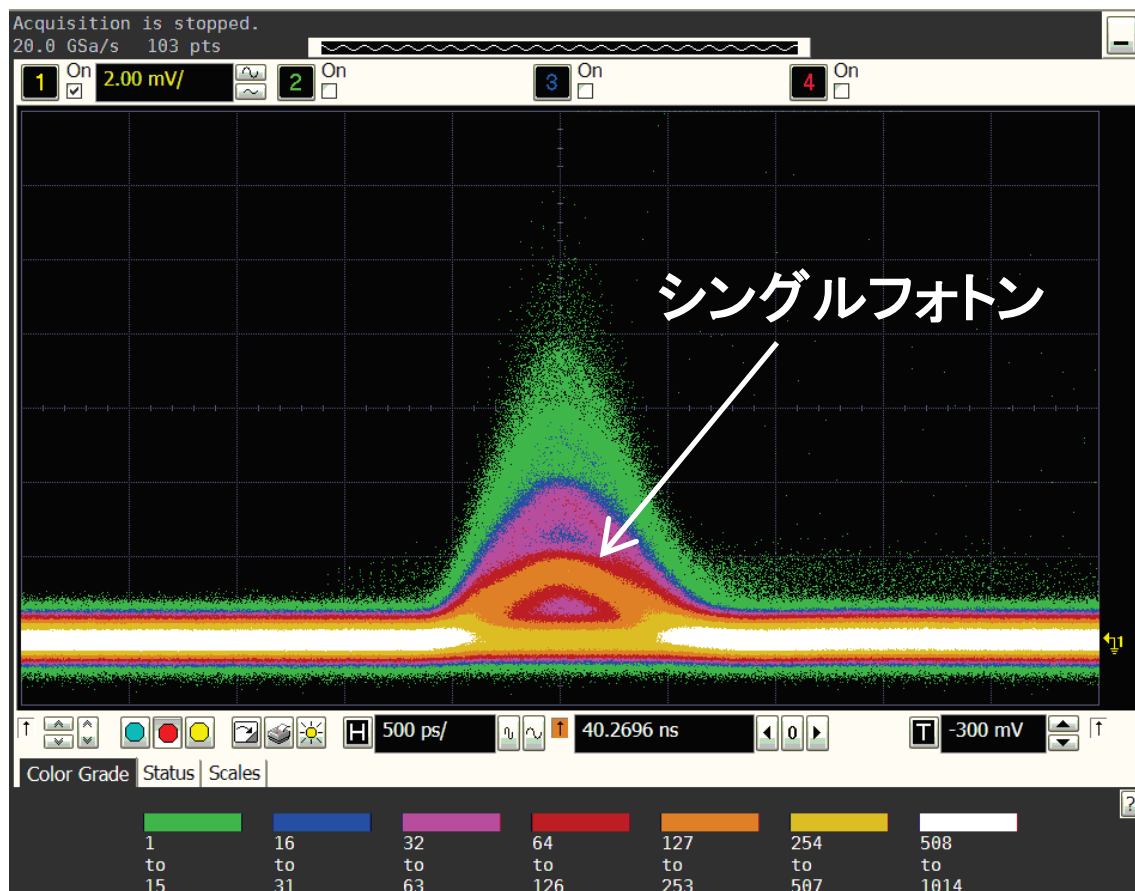 Acquisition is stopped.
20.0 GSa/s 103 pts
1 On 2.00 mV/ 2 On 3 On 4 On
シングルフォトン
1
H 500 ps/ 40.2696 ns 0 T -300 mV
Color Grade Status Scales
?
1 16 32 64 127 254 508
to to to to to to to
15 31 63 126 253 507 1014